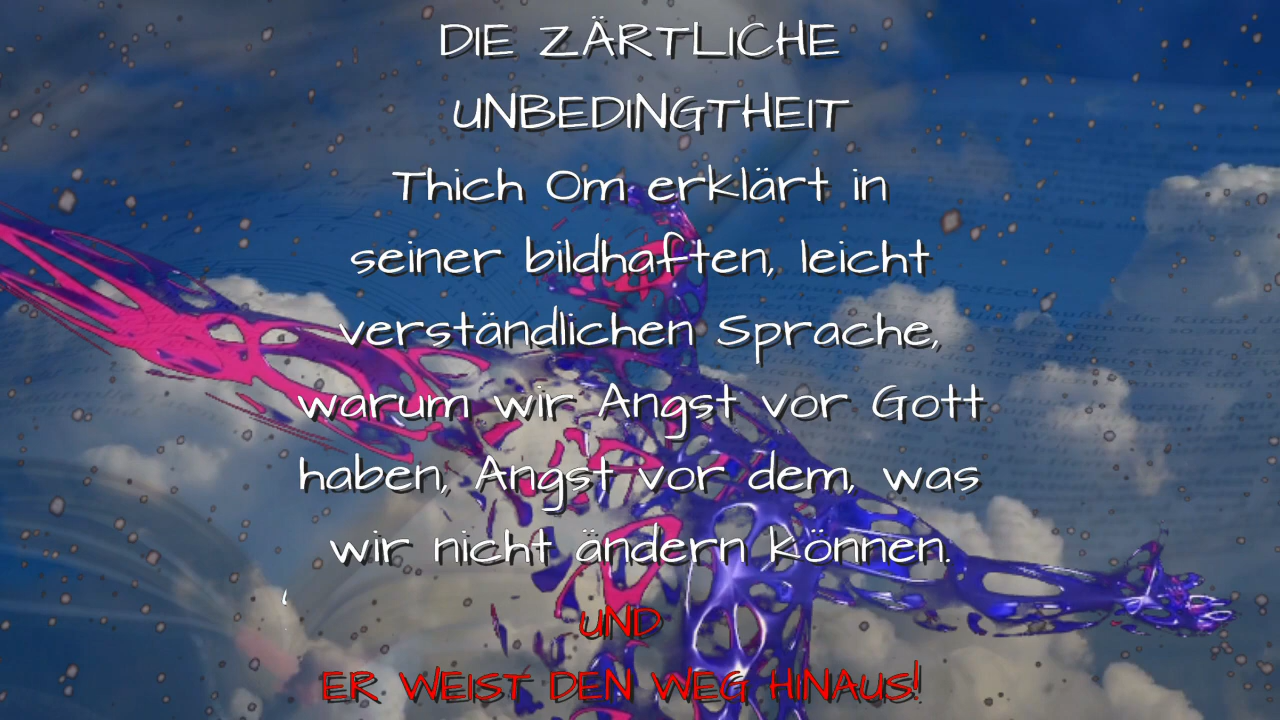 DIE ZÄRTLICHE
UNBEDINGTHEIT
Thich Om erklärt in
seiner bildhaften, leicht
verständlichen Sprache,
warum wir Angst vor Gott
haben, Angst vor dem, was
wir nicht ändern können.
UND
ER WEIST DEN WEG HINAUS!